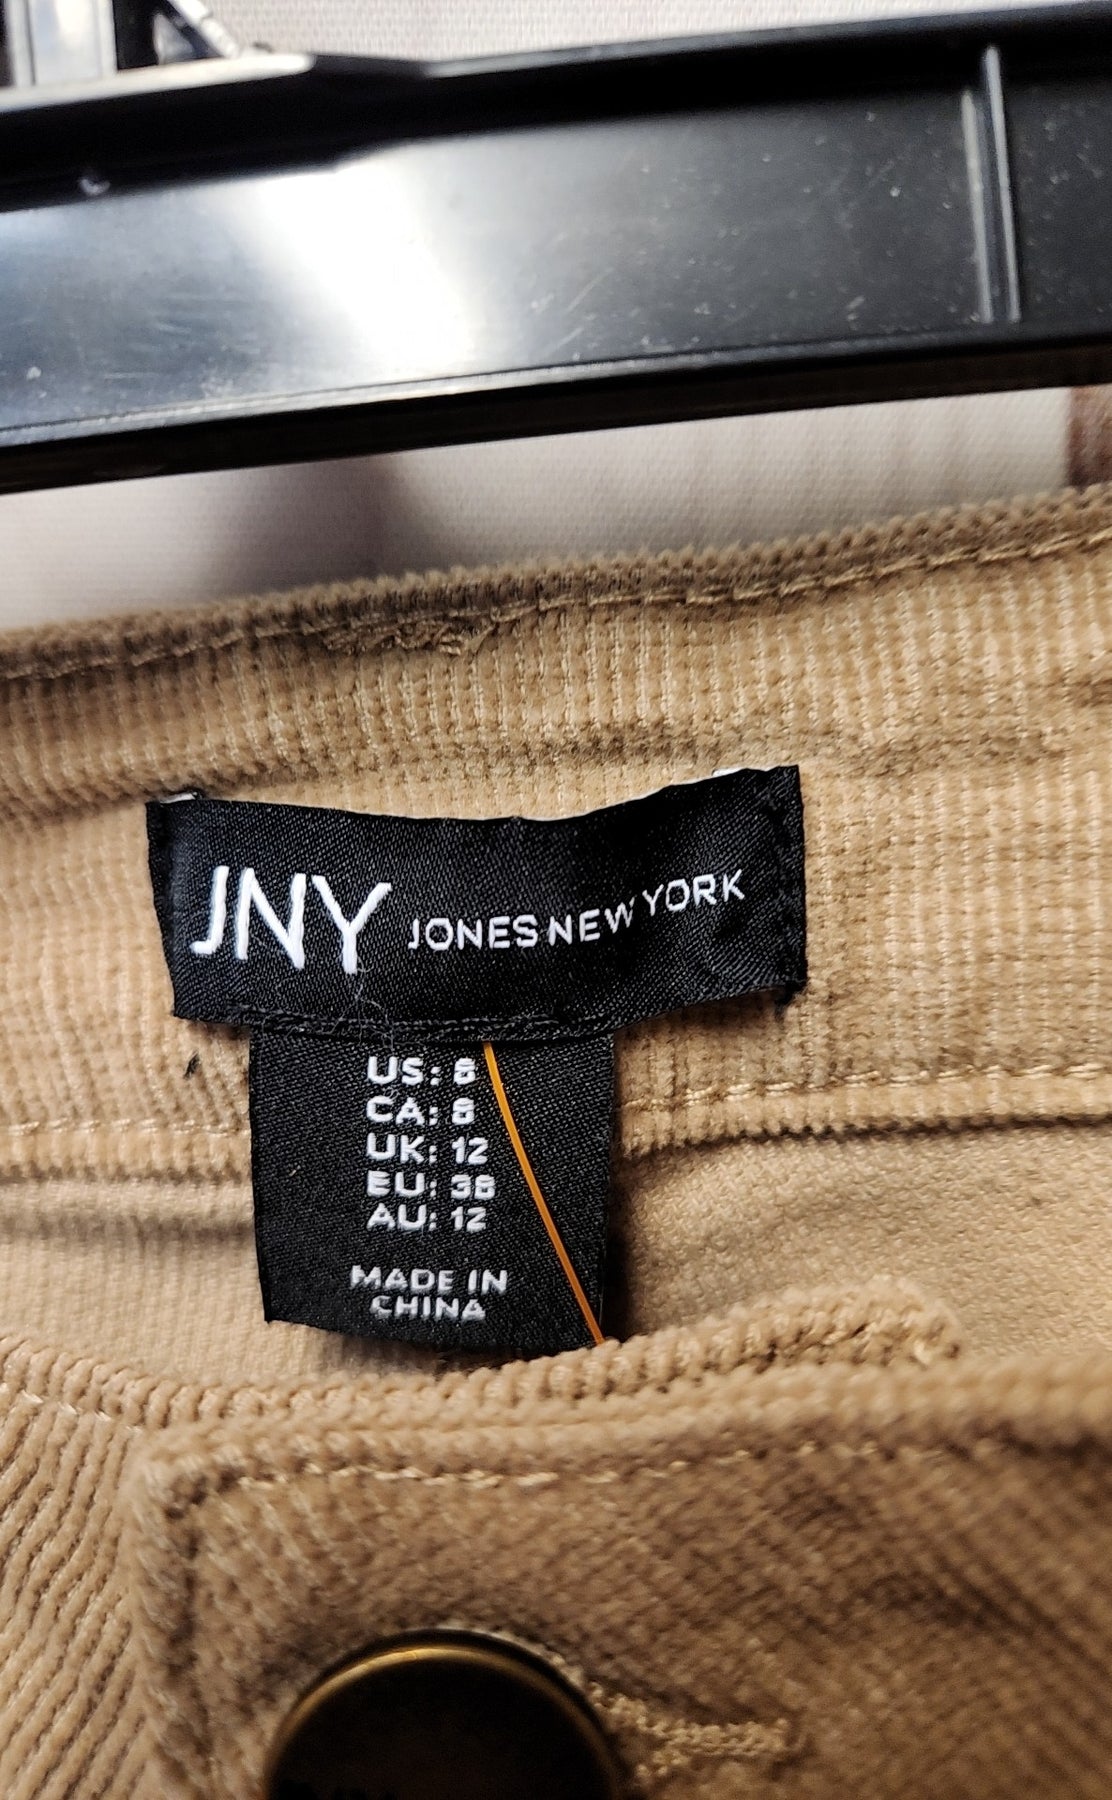 JNY JONES NEW YORK
US: 8
CA: 8
UK: 12
EU: 38
AU: 12
MADE IN
CHINA